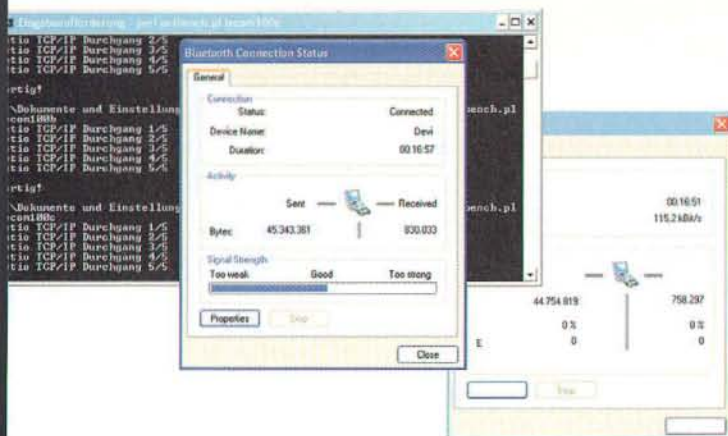 Eingabeaufforderung - perl netbench.pl lecom100c
tio TCP/IP Durchgang 2/5
tio TCP/IP Durchgang 3/5
tio TCP/IP Durchgang 4/5
tio TCP/IP Durchgang 5/5
ertig!
\Dokumente und Einstellung
ench.pl
ecom100b
tio TCP/IP Durchgang 1/5
tio TCP/IP Durchgang 2/5
tio TCP/IP Durchgang 3/5
tio TCP/IP Durchgang 4/5
tio TCP/IP Durchgang 5/5
ertig!
\Dokumente und Einstellung
ench.pl
ecom100c
tio TCP/IP Durchgang 1/5
tio TCP/IP Durchgang 2/5
tio TCP/IP Durchgang 3/5
tio TCP/IP Durchgang 4/5
tio TCP/IP Durchgang 5/5
Bluetooth Connection Status
General
Connection
Status: Connected
Device Name: Devi
Duration: 00:16:57
Activity
Sent Received
Bytes: 45.343.361 830.033
Signal Strength
Too weak Good Too strong
Properties Stop
Close
00:16:51
115,2 kBit/s
44.754.819 758.297
0 % 0 %
E 0 0